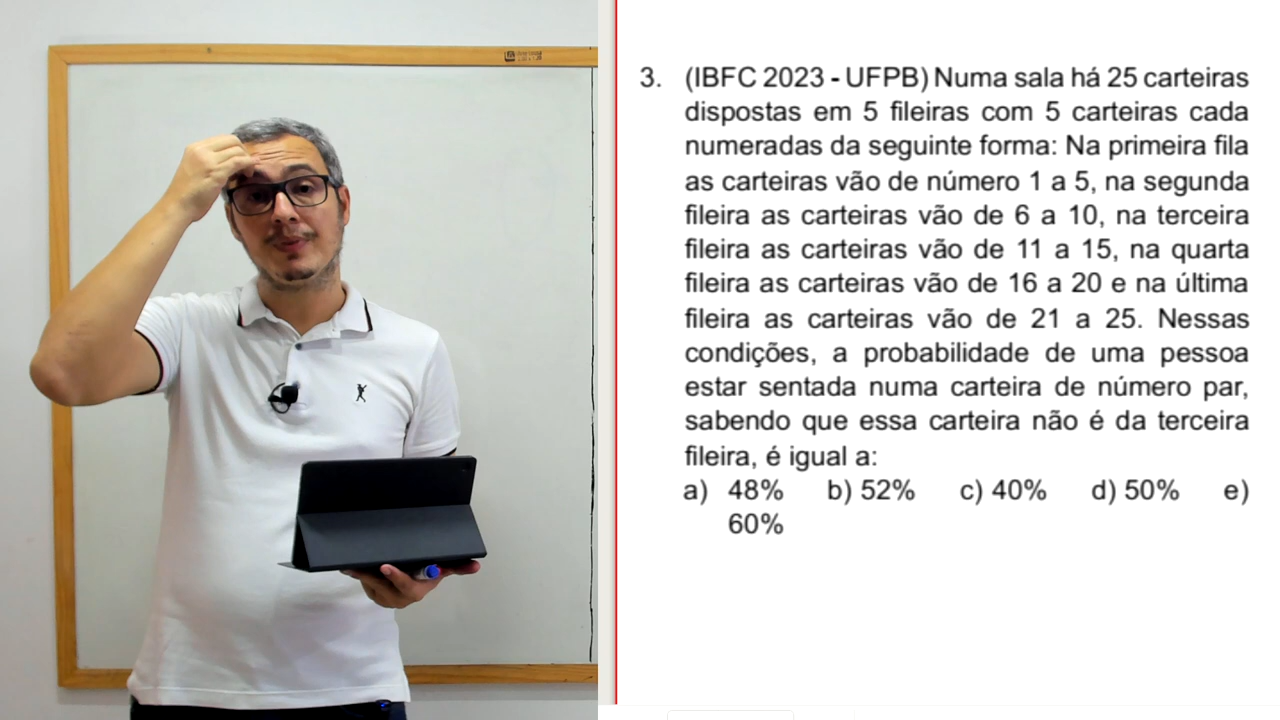 3. (IBFC 2023 - UFPB) Numa sala há 25 carteiras
dispostas em 5 fileiras com 5 carteiras cada
numeradas da seguinte forma: Na primeira fila
as carteiras vão de número 1 a 5, na segunda
fileira as carteiras vão de 6 a 10, na terceira
fileira as carteiras vão de 11 a 15, na quarta
fileira as carteiras vão de 16 a 20 e na última
fileira as carteiras vão de 21 a 25. Nessas
condições, a probabilidade de uma pessoa
estar sentada numa carteira de número par,
sabendo que essa carteira não é da terceira
fileira, é igual a:
a) 48% b) 52% c) 40% d) 50% e)
60%